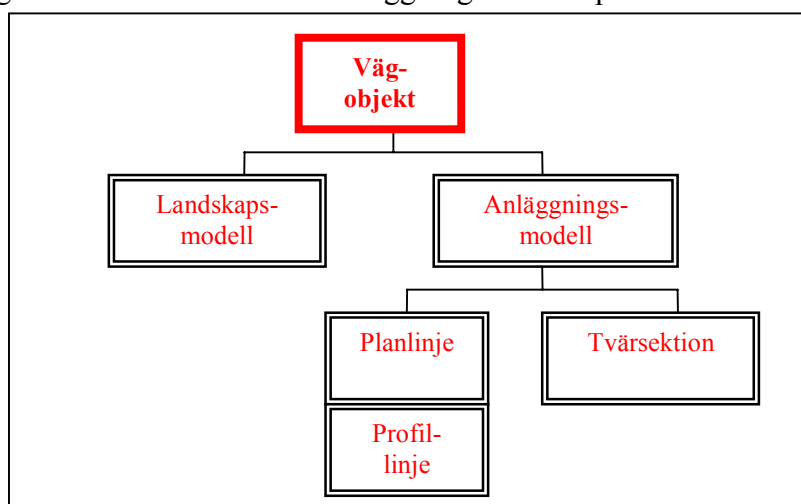 Väg-
objekt
Landskaps-
modell
Anläggnings-
modell
Planlinje
Tvärsektion
Profil-
linje